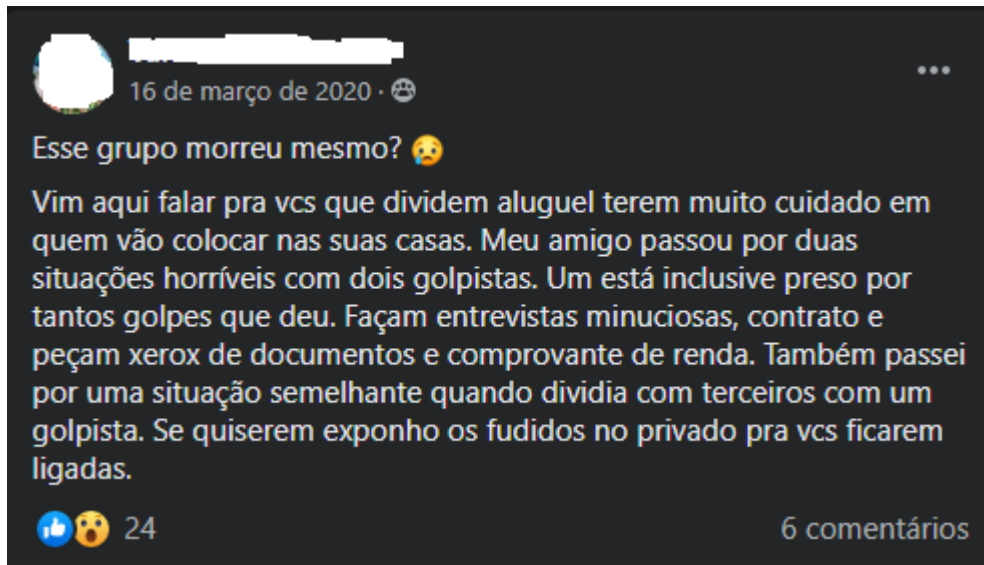 16 de março de 2020 ·
Esse grupo morreu mesmo? 😥
Vim aqui falar pra vcs que dividem aluguel terem muito cuidado em
quem vão colocar nas suas casas. Meu amigo passou por duas
situações horríveis com dois golpistas. Um está inclusive preso por
tantos golpes que deu. Façam entrevistas minuciosas, contrato e
peçam xerox de documentos e comprovante de renda. Também passei
por uma situação semelhante quando dividia com terceiros com um
golpista. Se quiserem exponho os fudidos no privado pra vcs ficarem
ligadas.
24
6 comentários